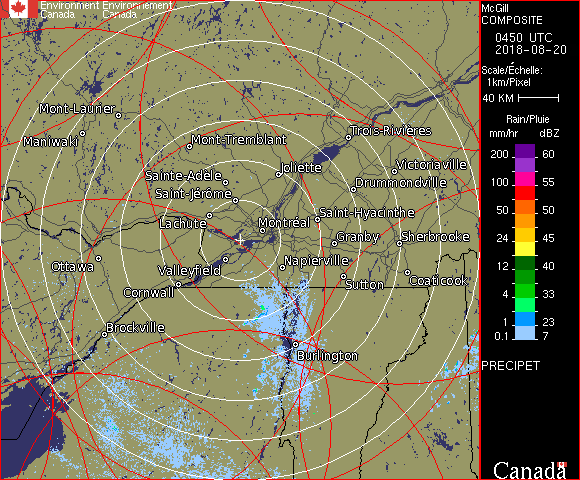 Environment Environnement
Canada Canada
McGill
COMPOSITE
0450 UTC
2018-08-20
Scale/Échelle:
1km/Pixel
40 KM
Rain/Pluie
mm/hr dBZ
200 60
150 57
100 55
50 50
24 45
12 40
4 33
1 23
0.1 7
PRECIPET
Canada
Mont-Laurier
Maniwaki
Mont-Tremblant
Trois-Rivières
Sainte-Adèle
Joliette
Victoriaville
Saint-Jérôme
Drummondville
Lachute
Montréal
Saint-Hyacinthe
Granby
Sherbrooke
Ottawa
Valleyfield
Napierville
Cornwall
Sutton
Coaticook
Brockville
Burlington